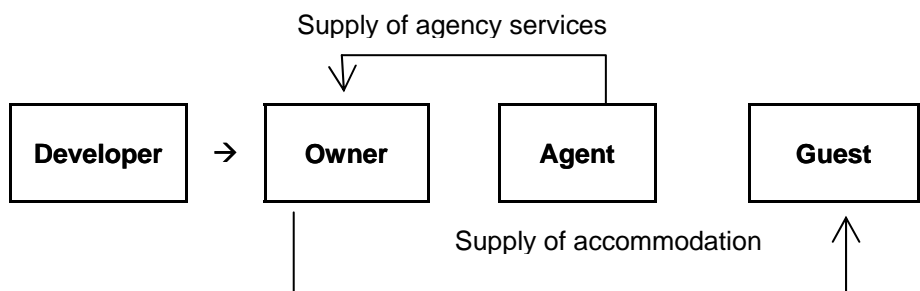 Supply of agency services
Developer → Owner Agent Guest
Supply of accommodation